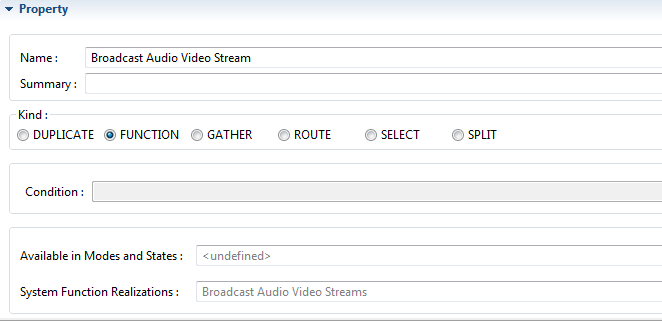 Property
Name : Broadcast Audio Video Stream
Summary :
Kind :
DUPLICATE FUNCTION GATHER ROUTE SELECT SPLIT
Condition :
Available in Modes and States : <undefined>
System Function Realizations : Broadcast Audio Video Streams